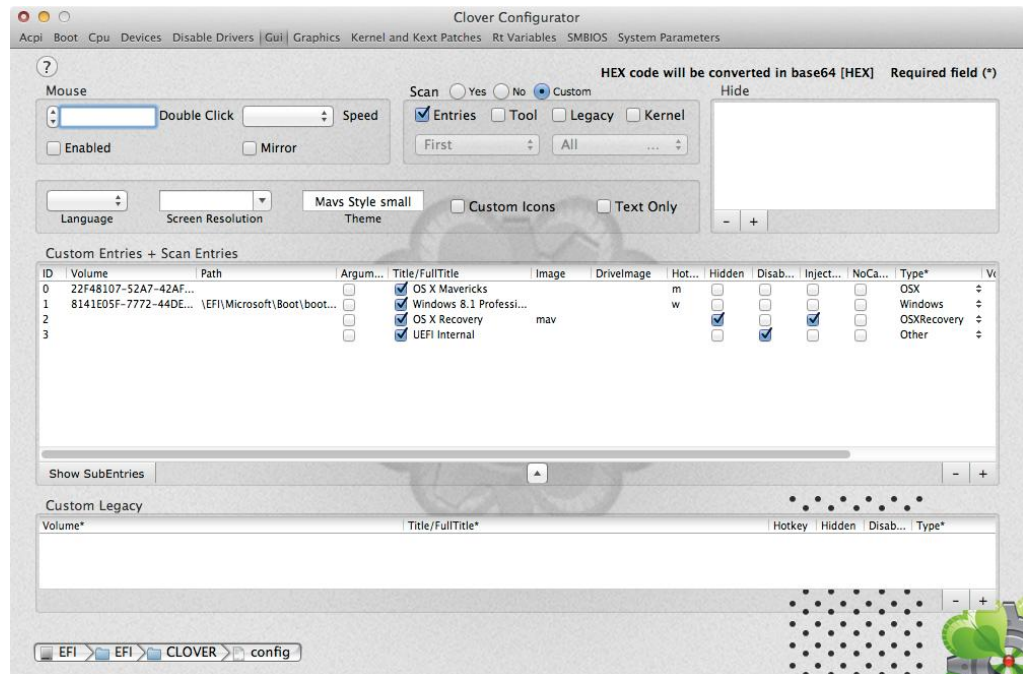 Clover Configurator
Acpi Boot Cpu Devices Disable Drivers Gui Graphics Kernel and Kext Patches Rt Variables SMBIOS System Parameters
?
HEX code will be converted in base64 [HEX] Required field (*)
Mouse
Scan Yes No Custom
Hide
Double Click Speed
Entries Tool Legacy Kernel
Enabled Mirror
First All ...
Mavs Style small
Custom Icons Text Only
Language Screen Resolution Theme
- +
Custom Entries + Scan Entries
ID Volume Path Argum... Title/FullTitle Image DriveImage Hot... Hidden Disab... Inject... NoCa... Type* Vo
0 22F48107-52A7-42AF... OS X Mavericks m OSX
1 8141E05F-7772-44DE... \EFI\Microsoft\Boot\boot... Windows 8.1 Professi... w Windows
2 OS X Recovery mav OSXRecovery
3 UEFI Internal Other
Show SubEntries - +
Custom Legacy
Volume* Title/FullTitle* Hotkey Hidden Disab... Type*
- +
EFI EFI CLOVER config